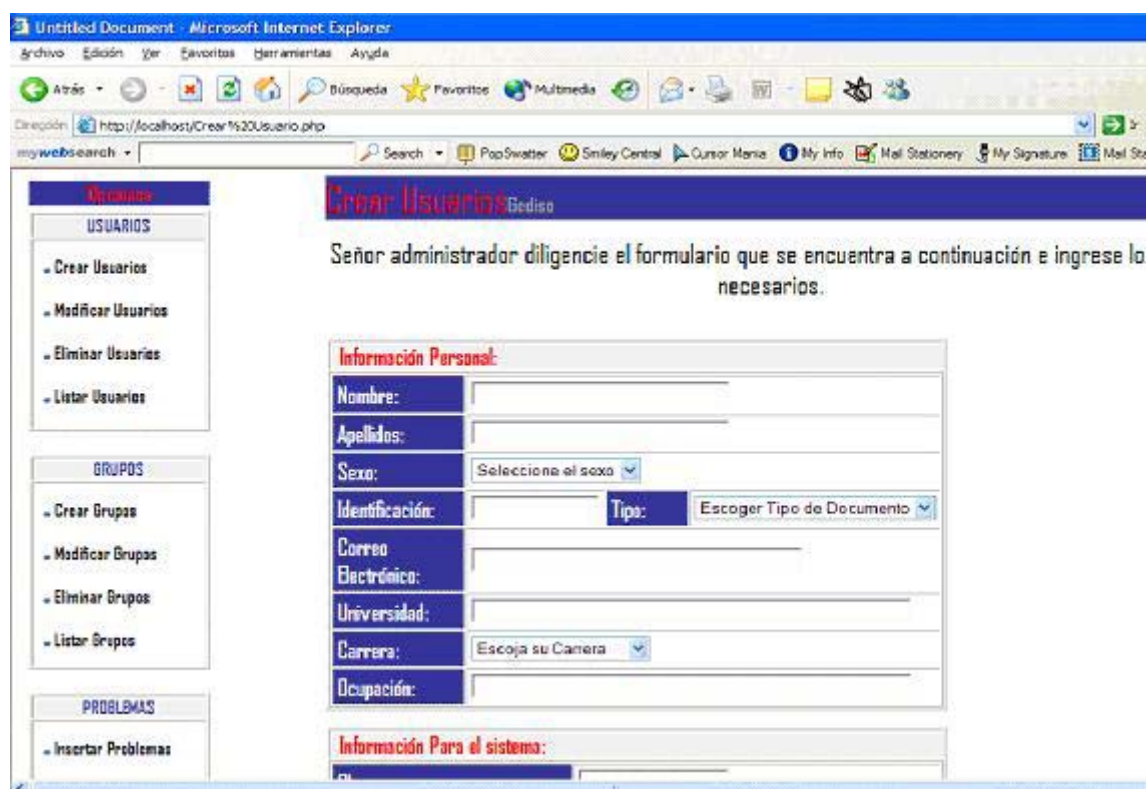 Untitled Document - Microsoft Internet Explorer
Archivo Edición Ver Favoritos Herramientas Ayuda
Atrás Búsqueda Favoritos Multimedia
Dirección http://localhost/Crear%20Usuario.php
mywebsearch Search PopSwatter Smiley Central Cursor Mania My Info Mail Stationery My Signature Mail
Opciones
Crear Usuarios Gediso
USUARIOS
Crear Usuarios
Modificar Usuarios
Eliminar Usuarios
Listar Usuarios
GRUPOS
Crear Grupos
Modificar Grupos
Eliminar Grupos
Listar Grupos
PROBLEMAS
Insertar Problemas
Señor administrador diligencie el formulario que se encuentra a continuación e ingrese lo
necesarios.
Información Personal:
Nombre:
Apellidos:
Sexo: Seleccione el sexo
Identificación: Tipo: Escoger Tipo de Documento
Correo
Electrónico:
Universidad:
Carrera: Escoja su Carrera
Ocupación:
Información Para el sistema: